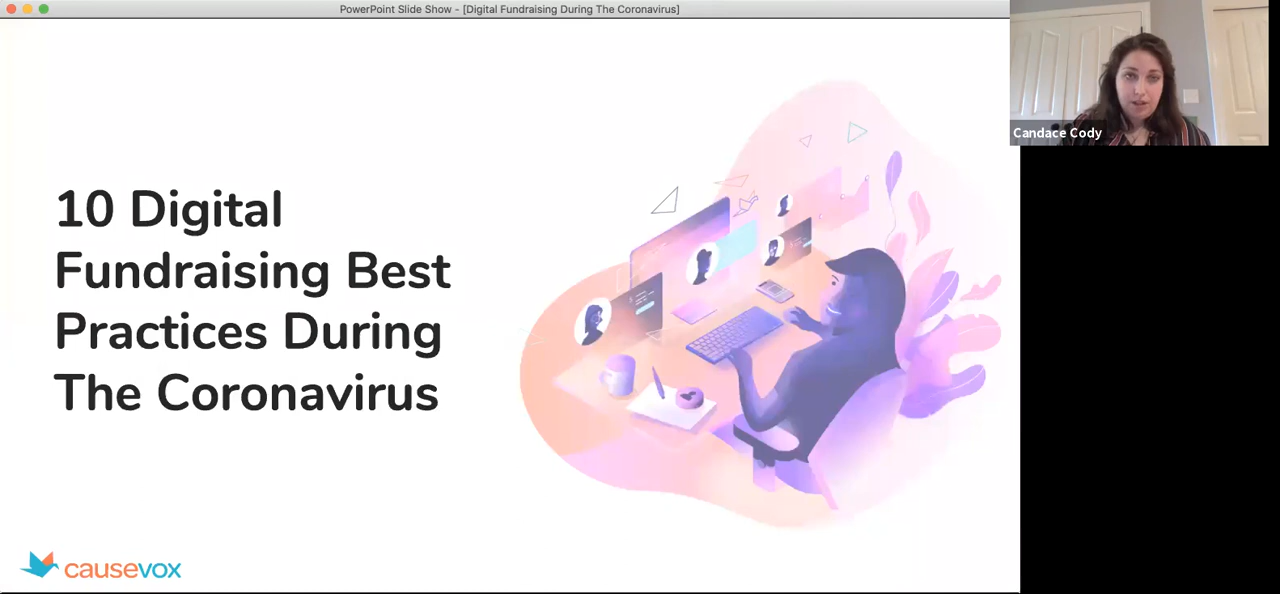 PowerPoint Slide Show - [Digital Fundraising During The Coronavirus]
Candace Cody
10 Digital
Fundraising Best
Practices During
The Coronavirus
causevox